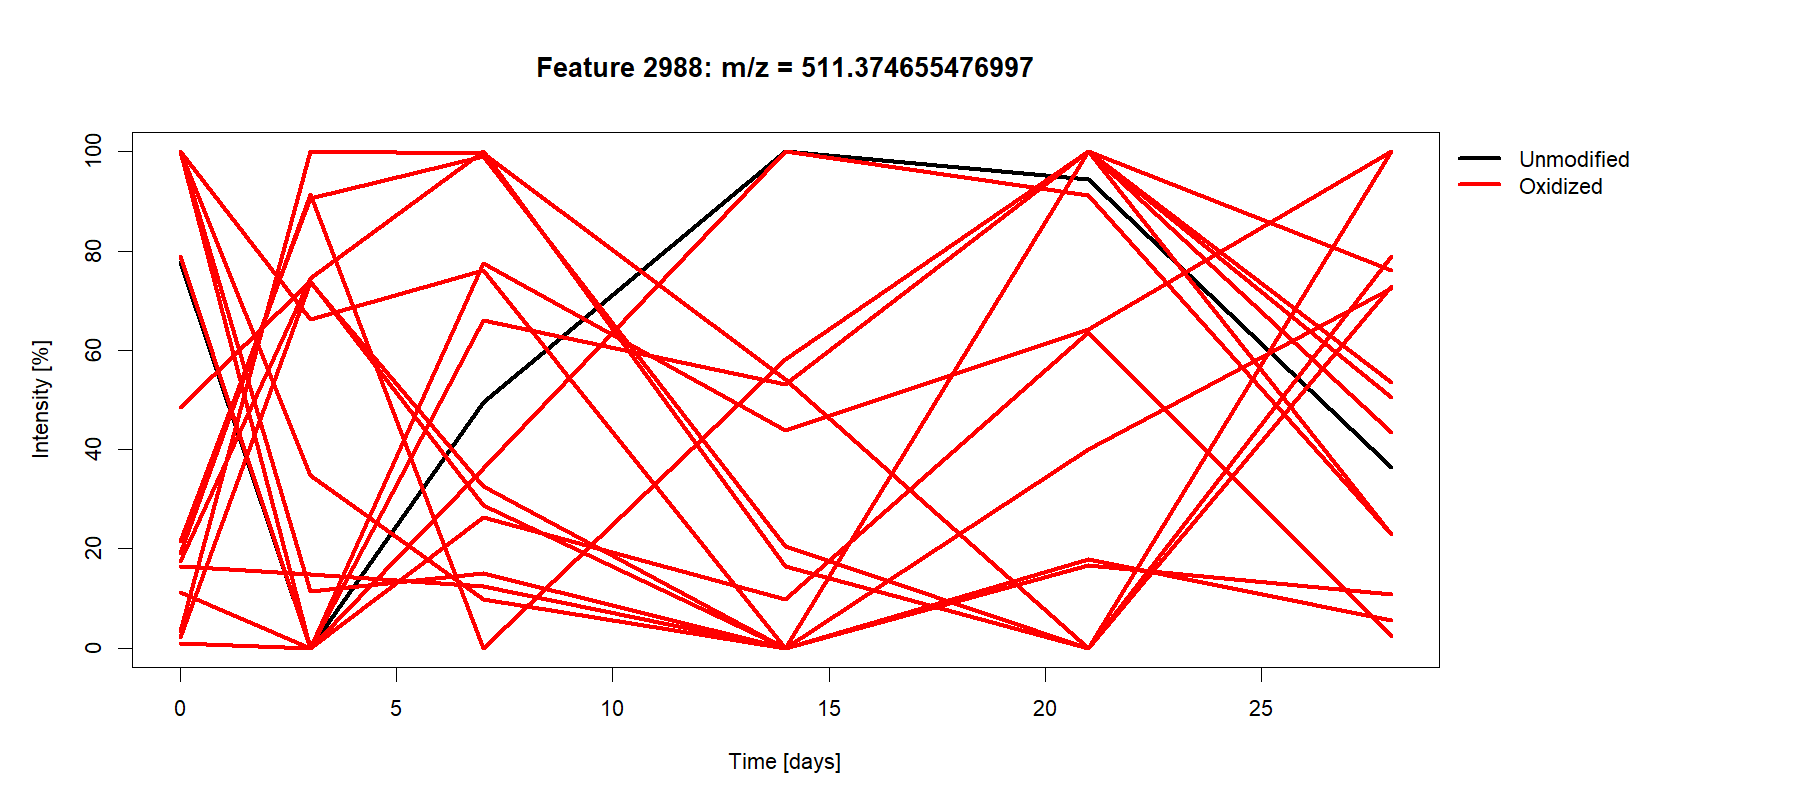 Feature 2988: m/z = 511.374655476997
Unmodified
Oxidized
Intensity [%]
100
80
60
40
20
0
0 5 10 15 20 25
Time [days]